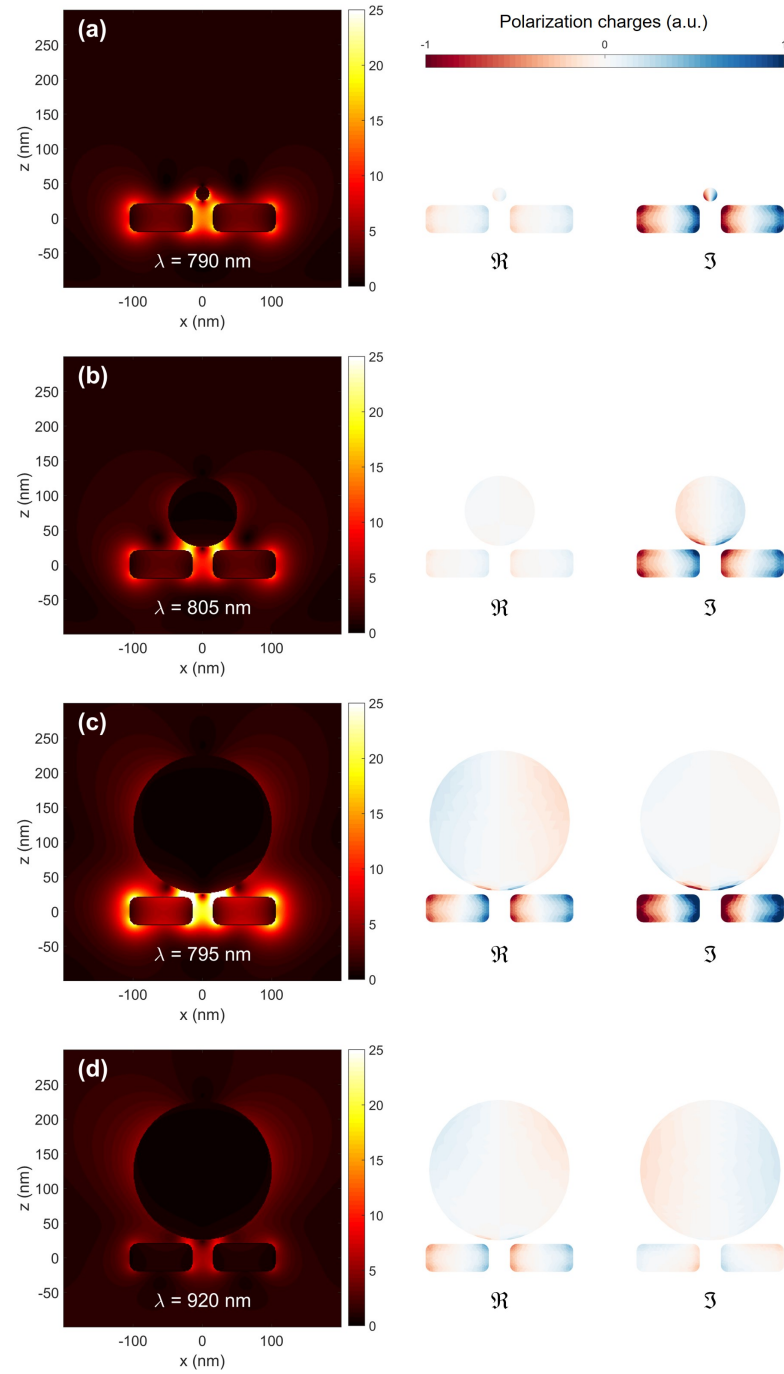 Polarization charges (a.u.)
-1 0 1
(a)
z (nm)
250
200
150
100
50
0
-50
-100 0 100
x (nm)
λ = 790 nm
25
20
15
10
5
0
ℜ ℑ
(b)
z (nm)
250
200
150
100
50
0
-50
-100 0 100
x (nm)
λ = 805 nm
25
20
15
10
5
0
ℜ ℑ
(c)
z (nm)
250
200
150
100
50
0
-50
-100 0 100
x (nm)
λ = 795 nm
25
20
15
10
5
0
ℜ ℑ
(d)
z (nm)
250
200
150
100
50
0
-50
-100 0 100
x (nm)
λ = 920 nm
25
20
15
10
5
0
ℜ ℑ